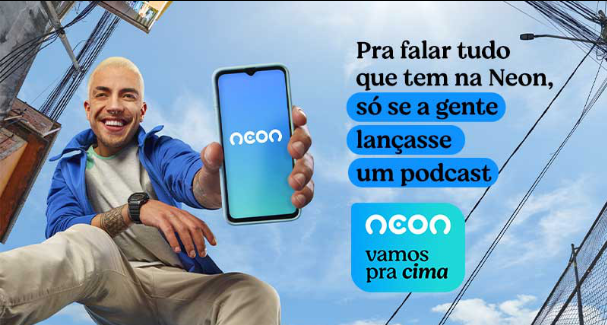 neon
Pra falar tudo
que tem na Neon,
só se a gente
lançasse
um podcast
neon
vamos
pra cima